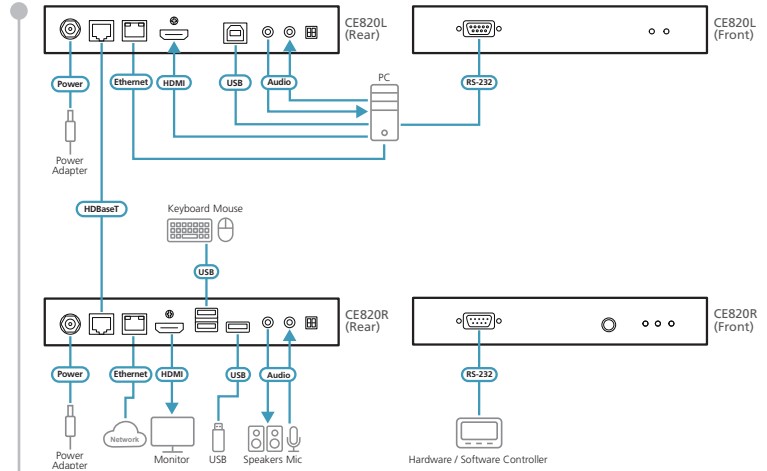 CE820L
(Rear)
CE820L
(Front)
Power
Ethernet
HDMI
USB
Audio
PC
RS-232
Power
Adapter
HDBaseT
Keyboard Mouse
USB
CE820R
(Rear)
CE820R
(Front)
Power
Ethernet
HDMI
USB
Audio
RS-232
Network
Power
Adapter
Monitor
USB
Speakers Mic
Hardware / Software Controller